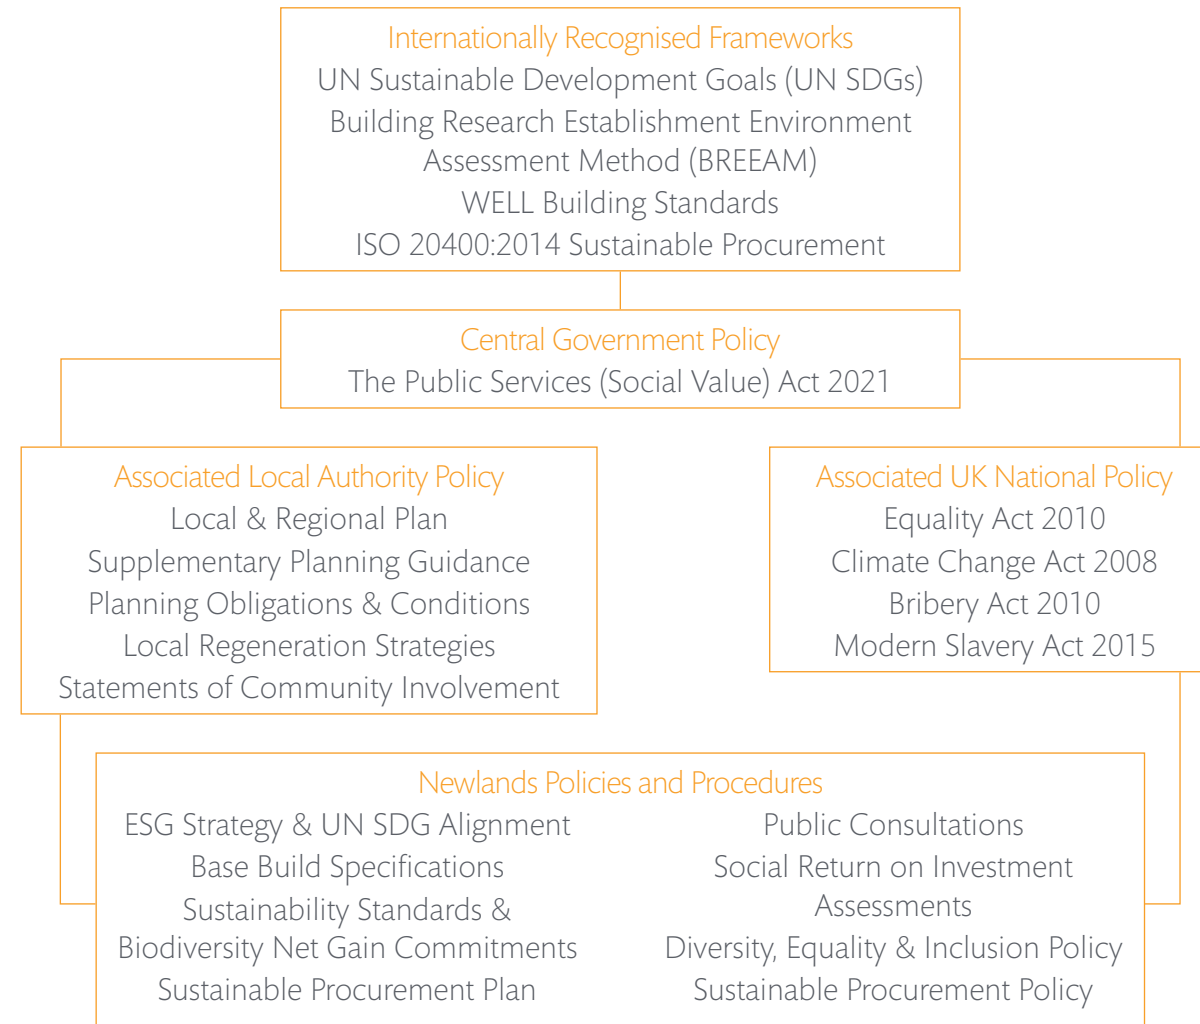 Internationally Recognised Frameworks
UN Sustainable Development Goals (UN SDGs)
Building Research Establishment Environment
Assessment Method (BREEAM)
WELL Building Standards
ISO 20400:2014 Sustainable Procurement
Central Government Policy
The Public Services (Social Value) Act 2021
Associated Local Authority Policy
Local & Regional Plan
Supplementary Planning Guidance
Planning Obligations & Conditions
Local Regeneration Strategies
Statements of Community Involvement
Associated UK National Policy
Equality Act 2010
Climate Change Act 2008
Bribery Act 2010
Modern Slavery Act 2015
Newlands Policies and Procedures
ESG Strategy & UN SDG Alignment
Base Build Specifications
Sustainability Standards &
Biodiversity Net Gain Commitments
Sustainable Procurement Plan
Public Consultations
Social Return on Investment
Assessments
Diversity, Equality & Inclusion Policy
Sustainable Procurement Policy